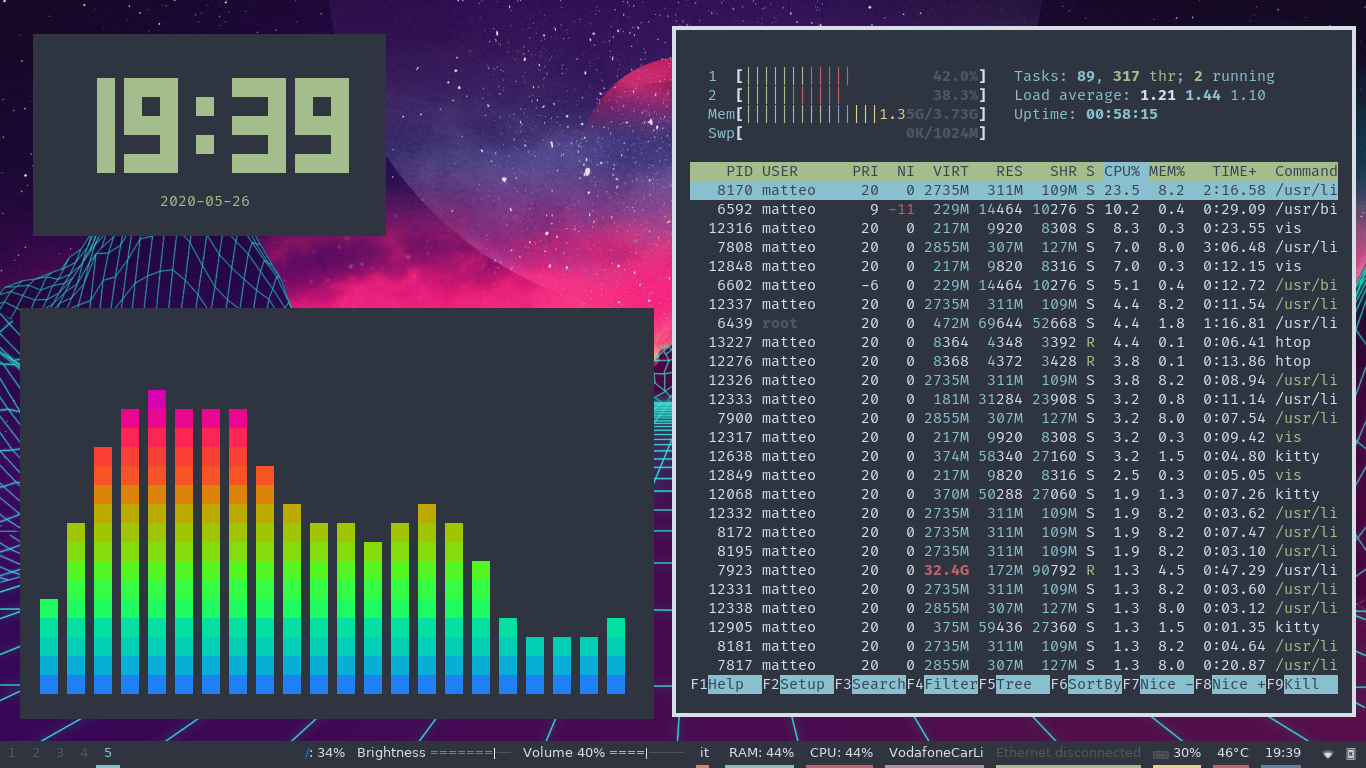 19:39
2020-05-26
1 [||||||||||||| 42.0%] Tasks: 89, 317 thr; 2 running
2 [|||||||||||| 38.3%] Load average: 1.21 1.44 1.10
Mem[||||||||||||||||1.35G/3.73G] Uptime: 00:58:15
Swp[ 0K/1024M]
PID USER PRI NI VIRT RES SHR S CPU% MEM% TIME+ Command
8170 matteo 20 0 2735M 311M 109M S 23.5 8.2 2:16.58 /usr/li
6592 matteo 9 -11 229M 14464 10276 S 10.2 0.4 0:29.09 /usr/bi
12316 matteo 20 0 217M 9920 8308 S 8.3 0.3 0:23.55 vis
7808 matteo 20 0 2855M 307M 127M S 7.0 8.0 3:06.48 /usr/li
12848 matteo 20 0 217M 9820 8316 S 7.0 0.3 0:12.15 vis
6602 matteo -6 0 229M 14464 10276 S 5.1 0.4 0:12.72 /usr/bi
12337 matteo 20 0 2735M 311M 109M S 4.4 8.2 0:11.54 /usr/li
6439 root 20 0 472M 69644 52668 S 4.4 1.8 1:16.81 /usr/li
13227 matteo 20 0 8364 4348 3392 R 4.4 0.1 0:06.41 htop
12276 matteo 20 0 8368 4372 3428 R 3.8 0.1 0:13.86 htop
12326 matteo 20 0 2735M 311M 109M S 3.8 8.2 0:08.94 /usr/li
12333 matteo 20 0 181M 31284 23908 S 3.2 0.8 0:11.14 /usr/li
7900 matteo 20 0 2855M 307M 127M S 3.2 8.0 0:07.54 /usr/li
12317 matteo 20 0 217M 9920 8308 S 3.2 0.3 0:09.42 vis
12638 matteo 20 0 374M 58340 27160 S 3.2 1.5 0:04.80 kitty
12849 matteo 20 0 217M 9820 8316 S 2.5 0.3 0:05.05 vis
12068 matteo 20 0 370M 50288 27060 S 1.9 1.3 0:07.26 kitty
12332 matteo 20 0 2735M 311M 109M S 1.9 8.2 0:03.62 /usr/li
8172 matteo 20 0 2735M 311M 109M S 1.9 8.2 0:07.47 /usr/li
8195 matteo 20 0 2735M 311M 109M S 1.9 8.2 0:03.10 /usr/li
7923 matteo 20 0 32.4G 172M 90792 R 1.3 4.5 0:47.29 /usr/li
12331 matteo 20 0 2735M 311M 109M S 1.3 8.2 0:03.60 /usr/li
12338 matteo 20 0 2855M 307M 127M S 1.3 8.0 0:03.12 /usr/li
12905 matteo 20 0 375M 59436 27360 S 1.3 1.5 0:01.35 kitty
8181 matteo 20 0 2735M 311M 109M S 1.3 8.2 0:04.64 /usr/li
7817 matteo 20 0 2855M 307M 127M S 1.3 8.0 0:20.87 /usr/li
F1Help F2Setup F3SearchF4FilterF5Tree F6SortByF7Nice -F8Nice +F9Kill
1 2 3 4 5 /: 34% Brightness =======|-- Volume 40% ====|----- it RAM: 44% CPU: 44% VodafoneCarLi Ethernet disconnected 30% 46°C 19:39